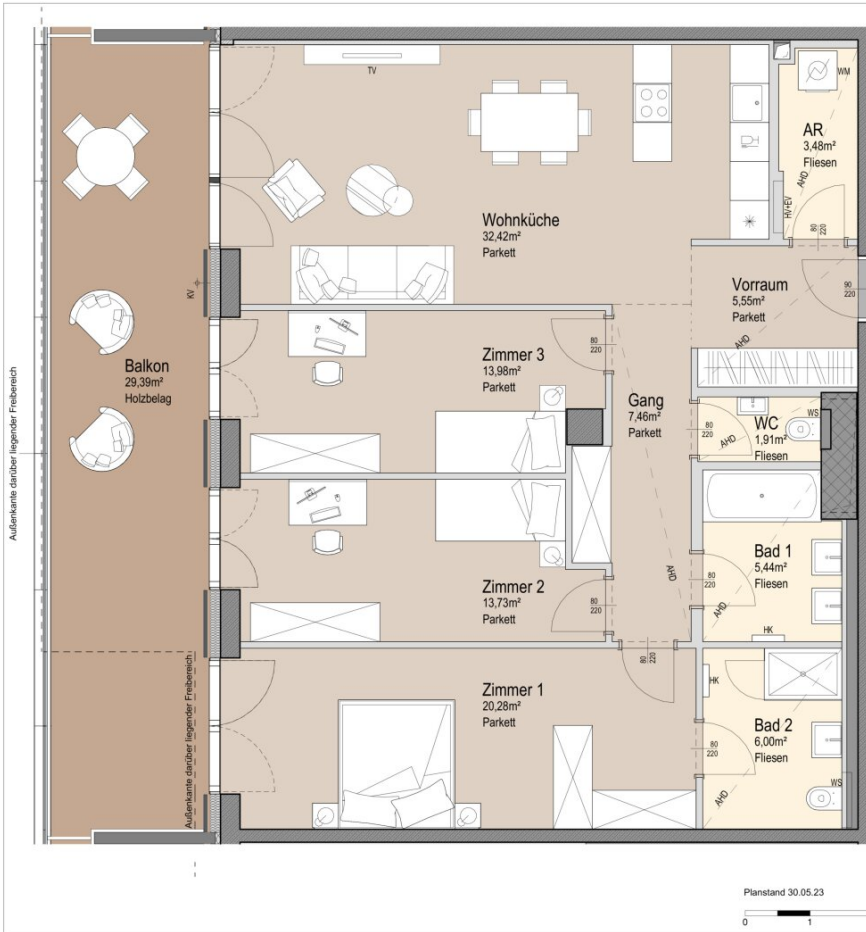 TV
WM
AR
3,48m²
Fliesen
AHD
HV+EV
80
220
Wohnküche
32,42m²
Parkett
Vorraum
5,55m²
Parkett
90
220
AHD
KV
Balkon
29,39m²
Holzbelag
Außenkante darüber liegender Freibereich
Zimmer 3
13,98m²
Parkett
80
220
Gang
7,46m²
Parkett
AHD
80
220
WC
1,91m²
Fliesen
WS
AHD
Zimmer 2
13,73m²
Parkett
80
220
Bad 1
5,44m²
Fliesen
80
220
AHD
HK
80
220
Zimmer 1
20,28m²
Parkett
Bad 2
6,00m²
Fliesen
HK
80
220
AHD
WS
Außenkante darüber liegender Freibereich
Planstand 30.05.23
0 1